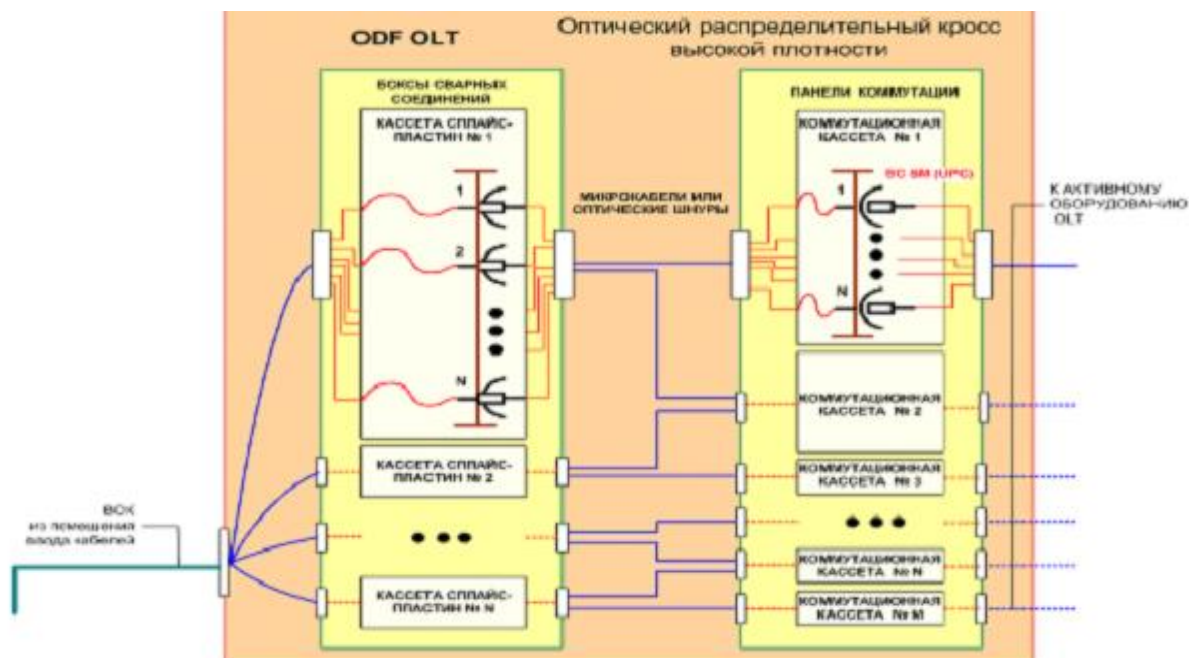 ODF OLT
Оптический распределительный кросс
высокой плотности
БОКСЫ СВАРНЫХ
СОЕДИНЕНИЙ
КАССЕТА СПЛАЙС-
ПЛАСТИН № 1
1
2
N
КАССЕТА СПЛАЙС-
ПЛАСТИН № 2
КАССЕТА СПЛАЙС-
ПЛАСТИН № N
МИКРОКАБЕЛИ ИЛИ
ОПТИЧЕСКИЕ ШНУРЫ
ПАНЕЛИ КОММУТАЦИИ
КОММУТАЦИОННАЯ
КАССЕТА № 1
SC SM (UPC)
1
N
КОММУТАЦИОННАЯ
КАССЕТА № 2
КОММУТАЦИОННАЯ
КАССЕТА № 3
КОММУТАЦИОННАЯ
КАССЕТА № N
КОММУТАЦИОННАЯ
КАССЕТА № M
К АКТИВНОМУ
ОБОРУДОВАНИЮ
OLT
ВОК
из помещения
ввода кабелей